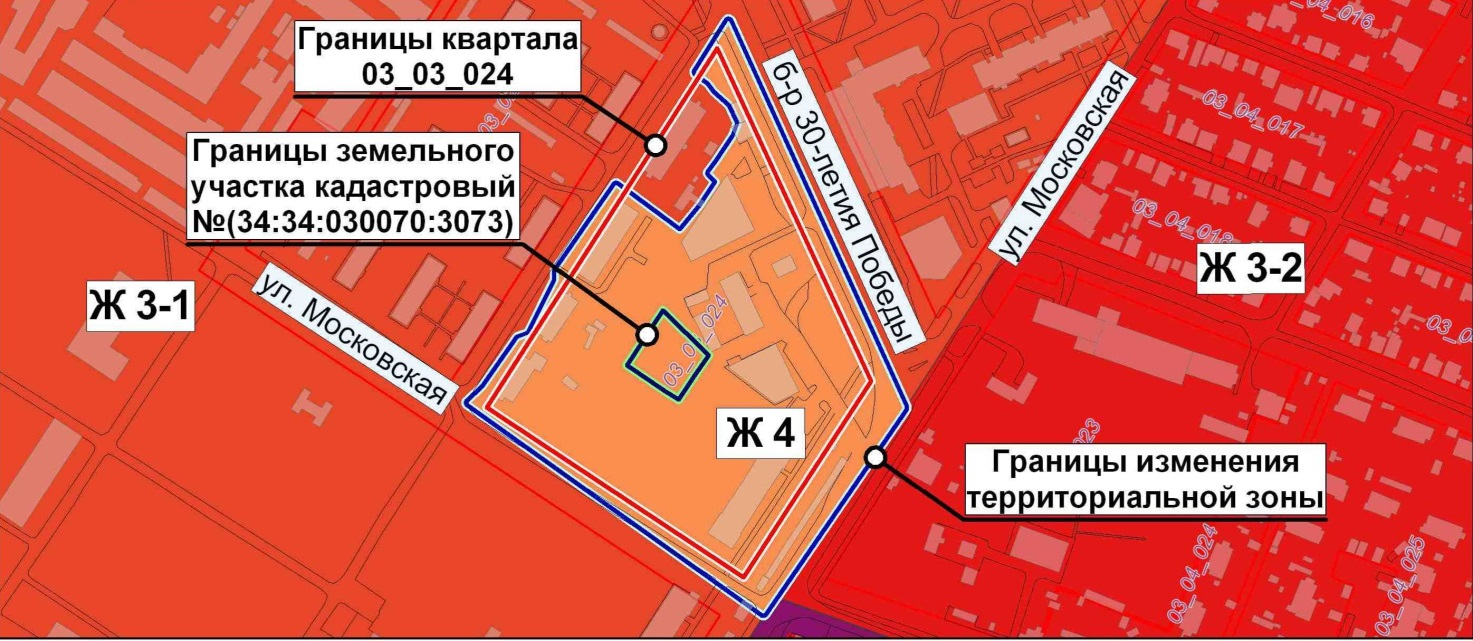 Границы квартала
03_03_024
Границы земельного
участка кадастровый
№(34:34:030070:3073)
б-р 30-летия Победы
ул. Московская
03_04_017
03_04_018
Ж 3-2
Ж 3-1
ул. Московская
03_03_024
Ж 4
Границы изменения
территориальной зоны
03_04_024
03_04_025